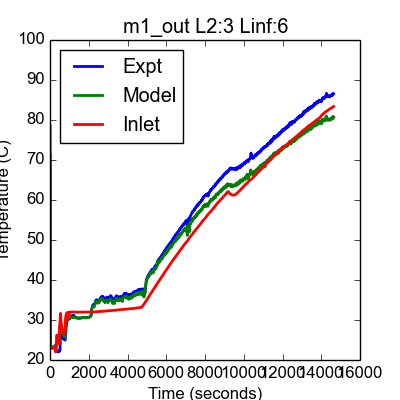 m1_out L2:3 Linf:6
100
90
80
70
60
50
40
30
20
Temperature (C)
Expt
Model
Inlet
0 2000 4000 6000 8000 10000 12000 14000 16000
Time (seconds)